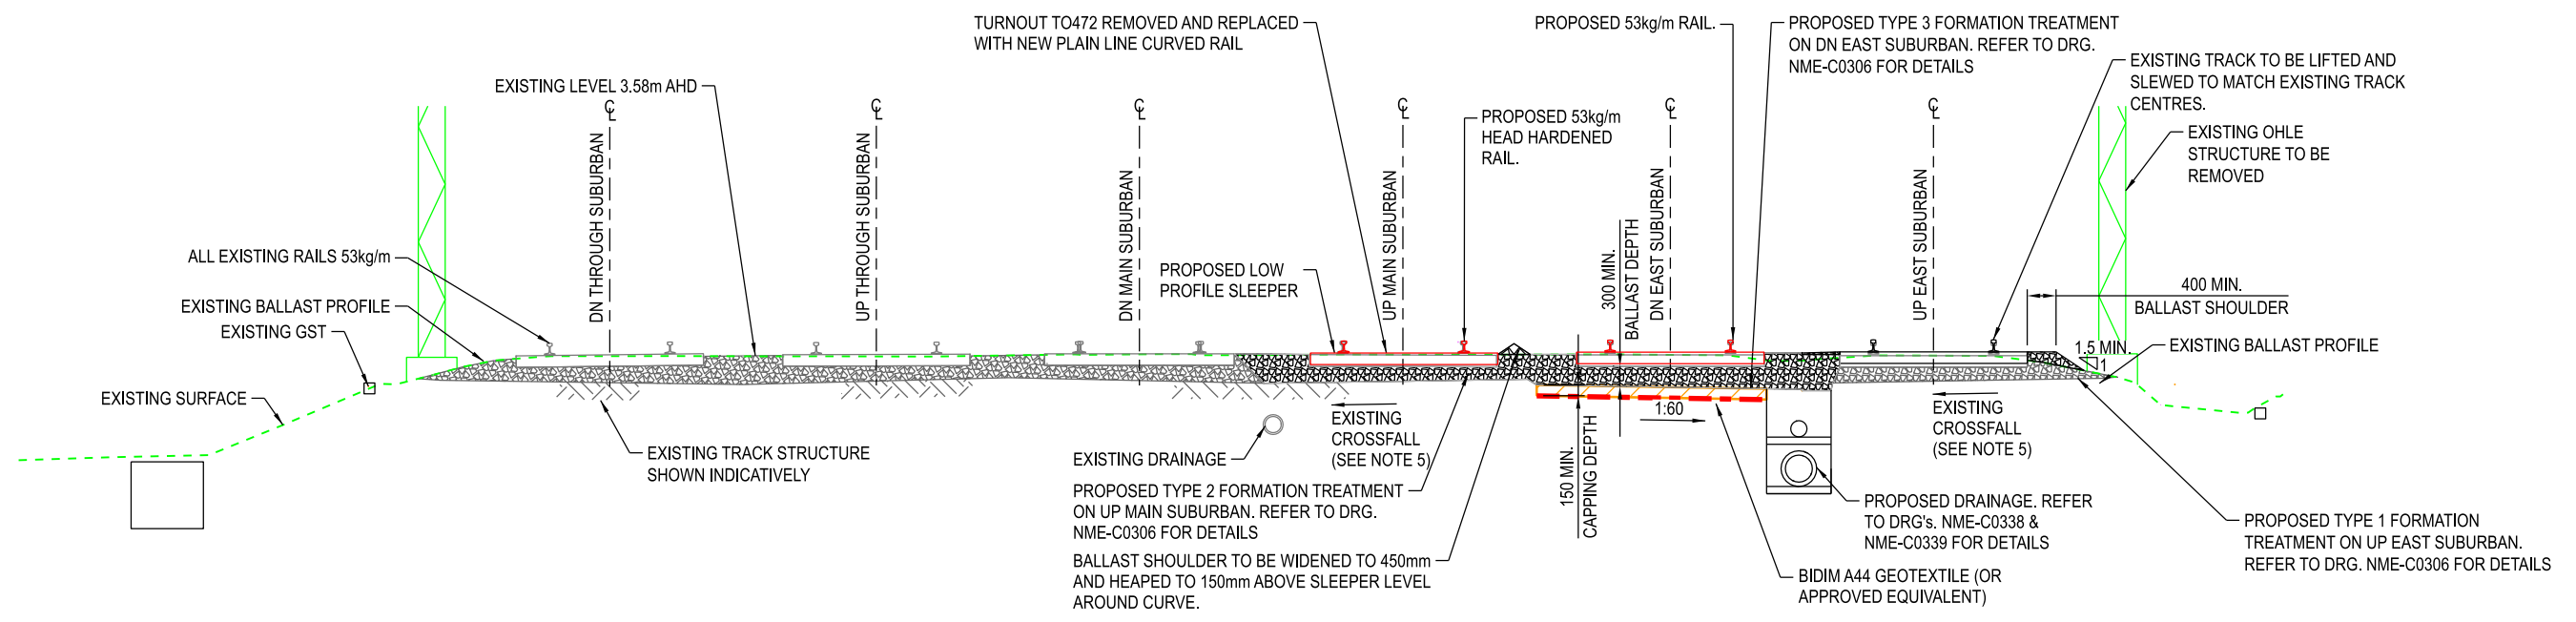 TURNOUT TO472 REMOVED AND REPLACED
WITH NEW PLAIN LINE CURVED RAIL
PROPOSED 53kg/m RAIL.
PROPOSED TYPE 3 FORMATION TREATMENT
ON DN EAST SUBURBAN. REFER TO DRG.
NME-C0306 FOR DETAILS
EXISTING TRACK TO BE LIFTED AND
SLEWED TO MATCH EXISTING TRACK
CENTRES.
EXISTING LEVEL 3.58m AHD
PROPOSED 53kg/m
HEAD HARDENED
RAIL.
EXISTING OHLE
STRUCTURE TO BE
REMOVED
℄
℄
℄
℄
℄
℄
DN THROUGH SUBURBAN
UP THROUGH SUBURBAN
DN MAIN SUBURBAN
UP MAIN SUBURBAN
DN EAST SUBURBAN
UP EAST SUBURBAN
300 MIN.
BALLAST DEPTH
ALL EXISTING RAILS 53kg/m
EXISTING BALLAST PROFILE
EXISTING GST
PROPOSED LOW
PROFILE SLEEPER
400 MIN.
BALLAST SHOULDER
1.5 MIN.
1
EXISTING BALLAST PROFILE
EXISTING SURFACE
EXISTING TRACK STRUCTURE
SHOWN INDICATIVELY
EXISTING
CROSSFALL
(SEE NOTE 5)
1:60
EXISTING
CROSSFALL
(SEE NOTE 5)
EXISTING DRAINAGE
150 MIN.
CAPPING DEPTH
PROPOSED TYPE 2 FORMATION TREATMENT
ON UP MAIN SUBURBAN. REFER TO DRG.
NME-C0306 FOR DETAILS
BALLAST SHOULDER TO BE WIDENED TO 450mm
AND HEAPED TO 150mm ABOVE SLEEPER LEVEL
AROUND CURVE.
PROPOSED DRAINAGE. REFER
TO DRG's. NME-C0338 &
NME-C0339 FOR DETAILS
BIDIM A44 GEOTEXTILE (OR
APPROVED EQUIVALENT)
PROPOSED TYPE 1 FORMATION
TREATMENT ON UP EAST SUBURBAN.
REFER TO DRG. NME-C0306 FOR DETAILS